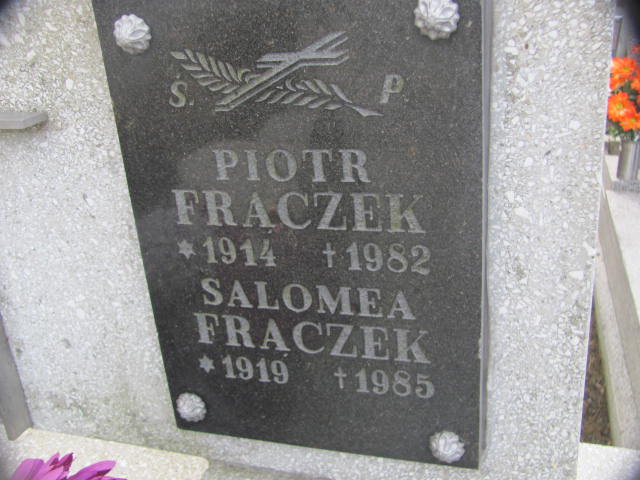 Ś. P
PIOTR
FRĄCZEK
*1914 †1982
SALOMEA
FRĄCZEK
*1919 †1985